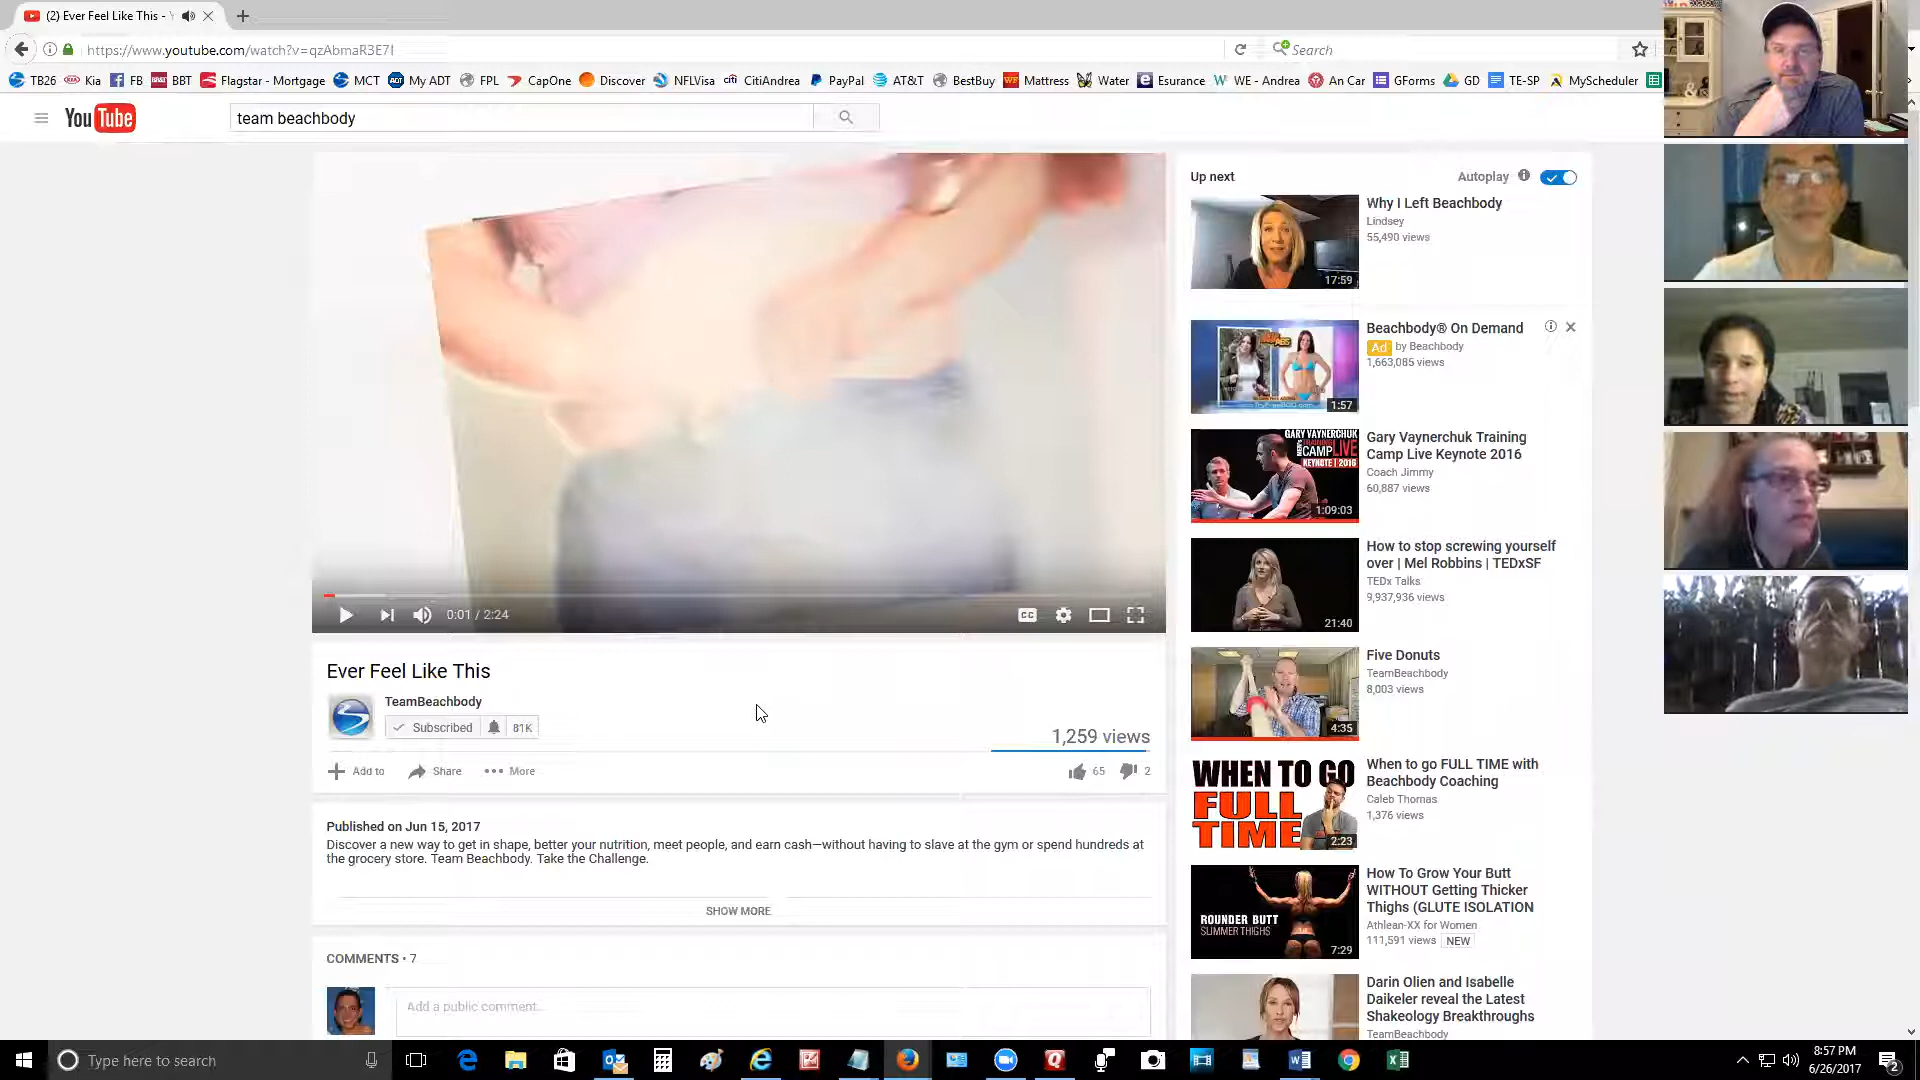 (2) Ever Feel Like This -
https://www.youtube.com/watch?v=qzAbmaR3E7I
Search
TB26 Kia FB BBT Flagstar - Mortgage MCT My ADT FPL CapOne Discover NFLVisa CitiAndrea PayPal AT&T BestBuy Mattress Water Esurance WE - Andrea An Car GForms GD TE-SP MyScheduler
YouTube
team beachbody
0:01 / 2:24
CC
Ever Feel Like This
TeamBeachbody
Subscribed 81K
1,259 views
Add to Share More
65 2
Published on Jun 15, 2017
Discover a new way to get in shape, better your nutrition, meet people, and earn cash—without having to slave at the gym or spend hundreds at
the grocery store. Team Beachbody. Take the Challenge.
SHOW MORE
COMMENTS • 7
Add a public comment...
Up next
Autoplay
Why I Left Beachbody
Lindsey
55,490 views
17:59
Beachbody® On Demand
Ad by Beachbody
1,663,085 views
1:57
Gary Vaynerchuk Training
Camp Live Keynote 2016
Coach Jimmy
60,887 views
GARY VAYNERCHUK
TRAINING
CAMP LIVE
KEYNOTE | 2016
1:09:03
How to stop screwing yourself
over | Mel Robbins | TEDxSF
TEDx Talks
9,937,936 views
21:40
Five Donuts
TeamBeachbody
8,003 views
4:35
When to go FULL TIME with
Beachbody Coaching
Caleb Thomas
1,376 views
WHEN TO GO
FULL
TIME
2:23
How To Grow Your Butt
WITHOUT Getting Thicker
Thighs (GLUTE ISOLATION
Athlean-XX for Women
111,591 views NEW
ROUNDER BUTT
SLIMMER THIGHS
7:29
Darin Olien and Isabelle
Daikeler reveal the Latest
Shakeology Breakthroughs
TeamBeachbody
Type here to search
8:57 PM
6/26/2017
2